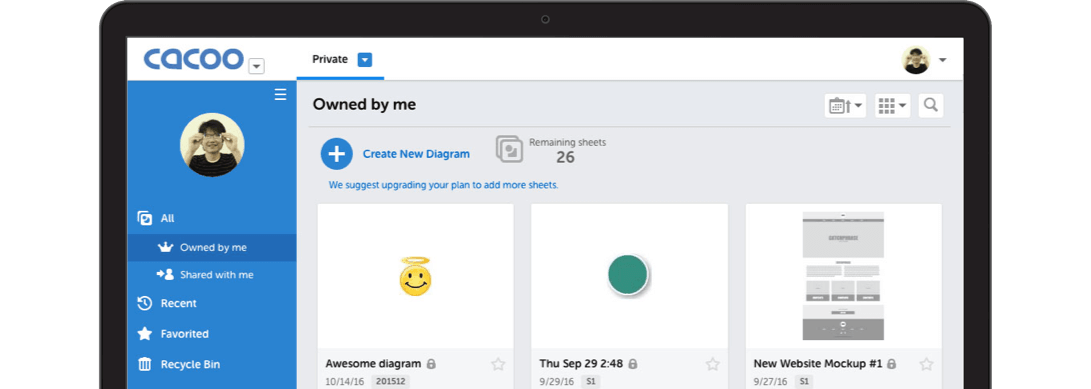 cacoo
Private
Owned by me
Create New Diagram
Remaining sheets
26
We suggest upgrading your plan to add more sheets.
All
Owned by me
Shared with me
Recent
Favorited
Recycle Bin
Awesome diagram
10/14/16 201512
Thu Sep 29 2:48
9/29/16 S1
New Website Mockup #1
9/27/16 S1